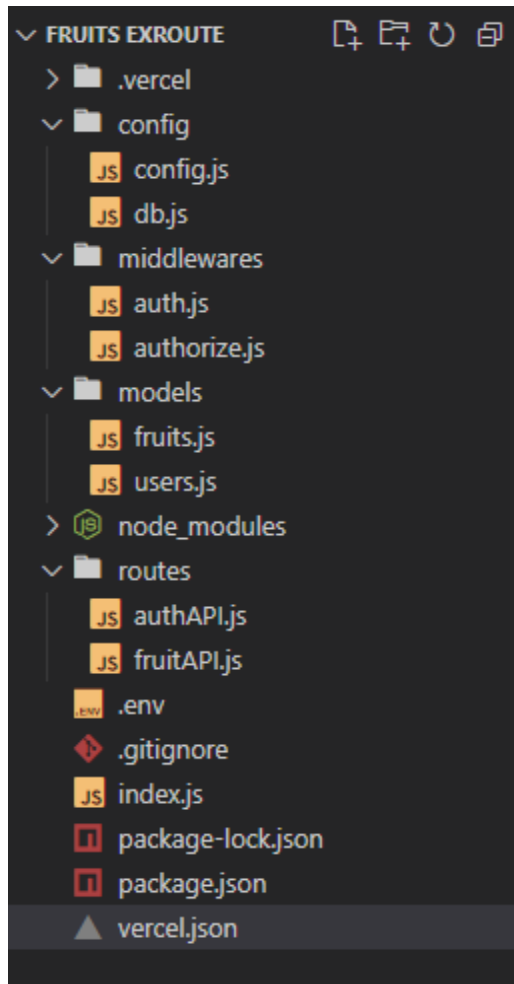 FRUITS EXROUTE
.vercel
config
JS config.js
JS db.js
middlewares
JS auth.js
JS authorize.js
models
JS fruits.js
JS users.js
JS node_modules
routes
JS authAPI.js
JS fruitAPI.js
.ENV .env
.gitignore
JS index.js
package-lock.json
package.json
vercel.json